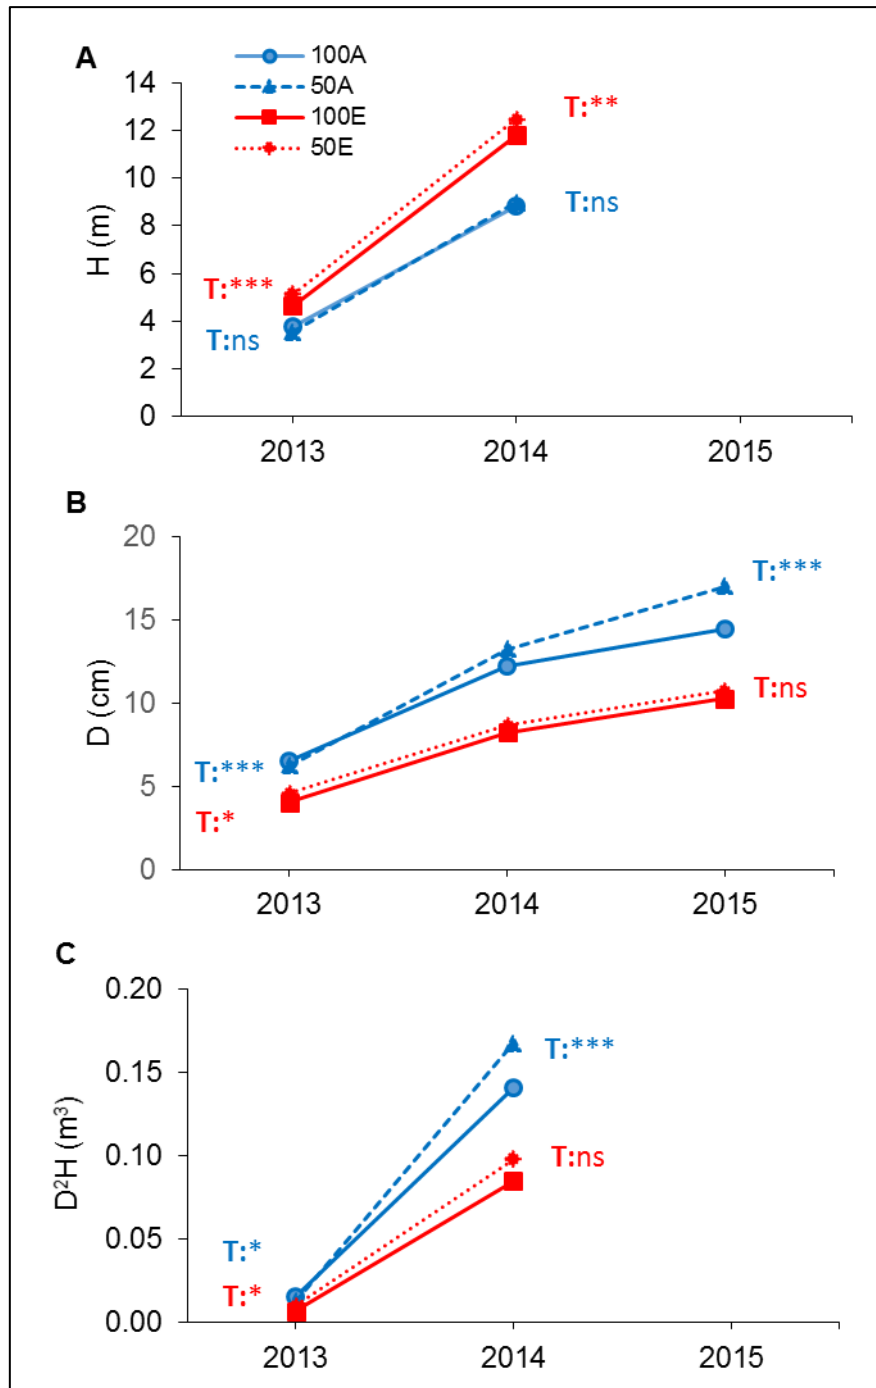 A
100A
50A
100E
50E
14
12
10
8
6
4
2
0
H (m)
T:**
T:ns
T:***
T:ns
2013 2014 2015
B
20
15
10
5
0
D (cm)
T:***
T:ns
T:***
T:*
2013 2014 2015
C
0.20
0.15
0.10
0.05
0.00
D²H (m³)
T:***
T:ns
T:*
T:*
2013 2014 2015